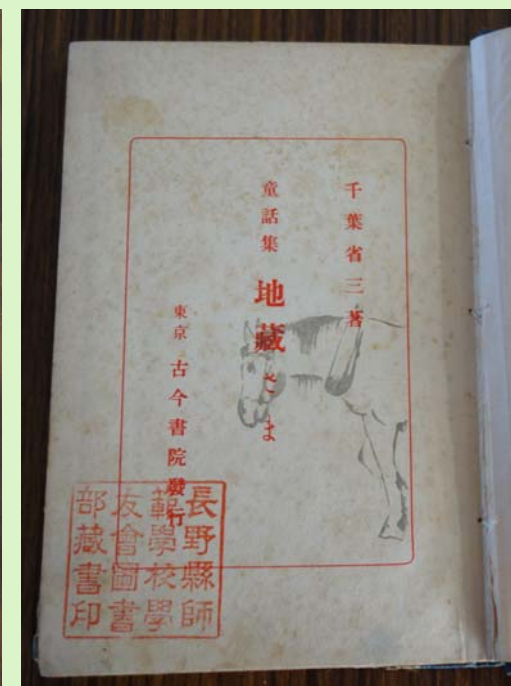 千葉省三著
童話集 地藏さま
東京 古今書院發行
長野縣師
範學校學
友會圖書
部藏書印